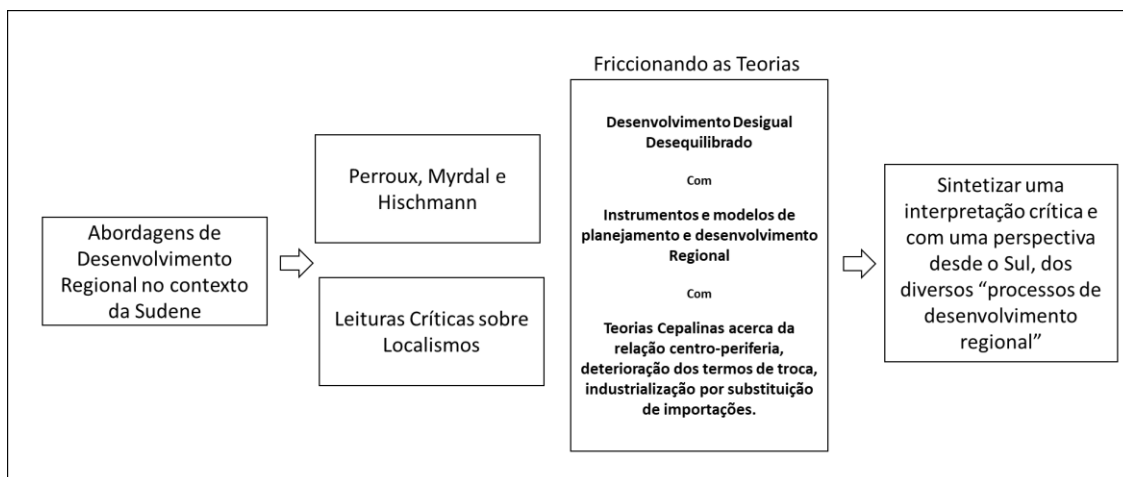 Abordagens de
Desenvolvimento
Regional no contexto
da Sudene
Perroux, Myrdal e
Hischmann
Leituras Críticas sobre
Localismos
Friccionando as Teorias
Desenvolvimento Desigual
Desequilibrado
Com
Instrumentos e modelos de
planejamento e desenvolvimento
Regional
Com
Teorias Cepalinas acerca da
relação centro-periferia,
deterioração dos termos de troca,
industrialização por substituição
de importações.
Sintetizar uma
interpretação crítica e
com uma perspectiva
desde o Sul, dos
diversos “processos de
desenvolvimento
regional”